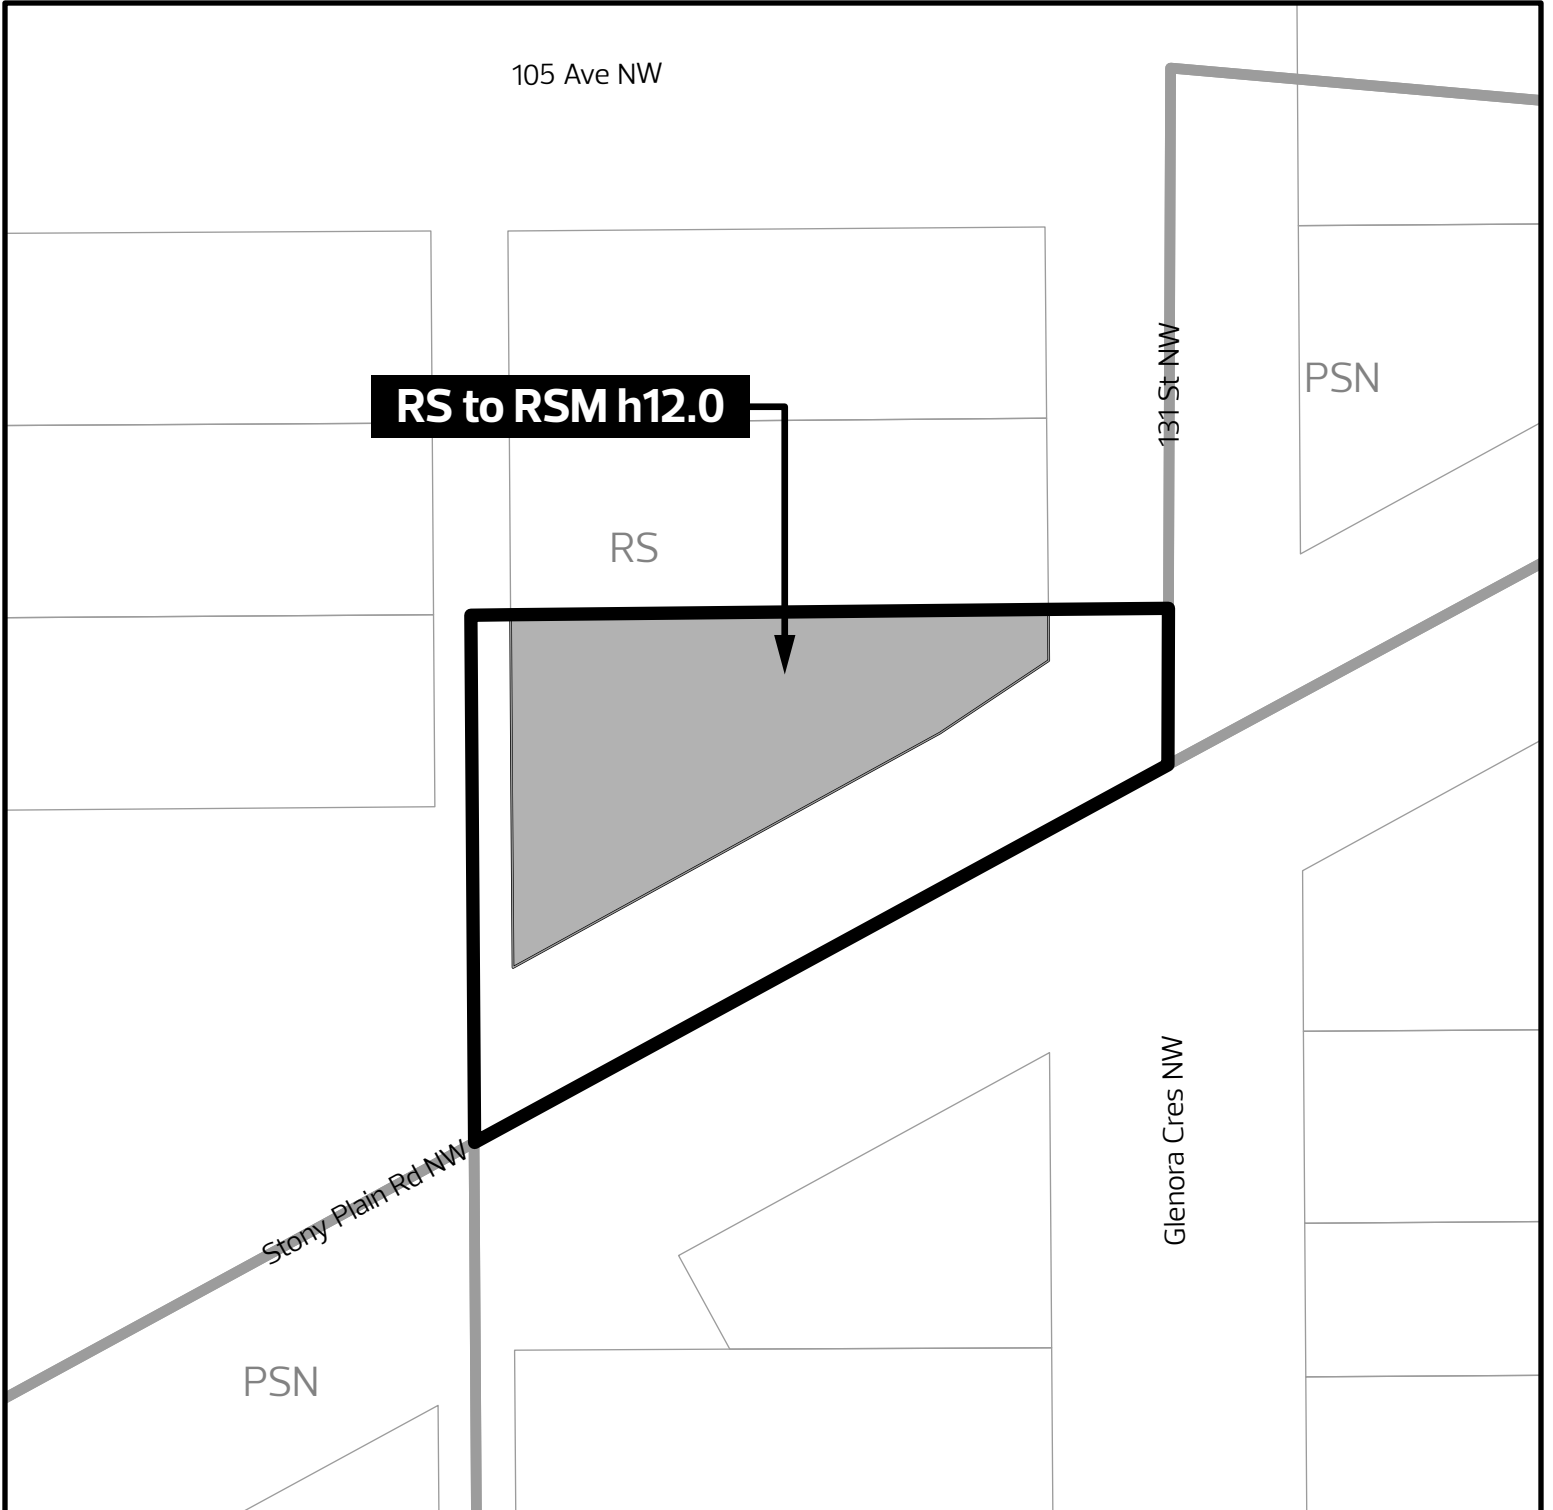 105 Ave NW
131 St NW
PSN
RS to RSM h12.0
RS
Glenora Cres NW
Stony Plain Rd NW
PSN